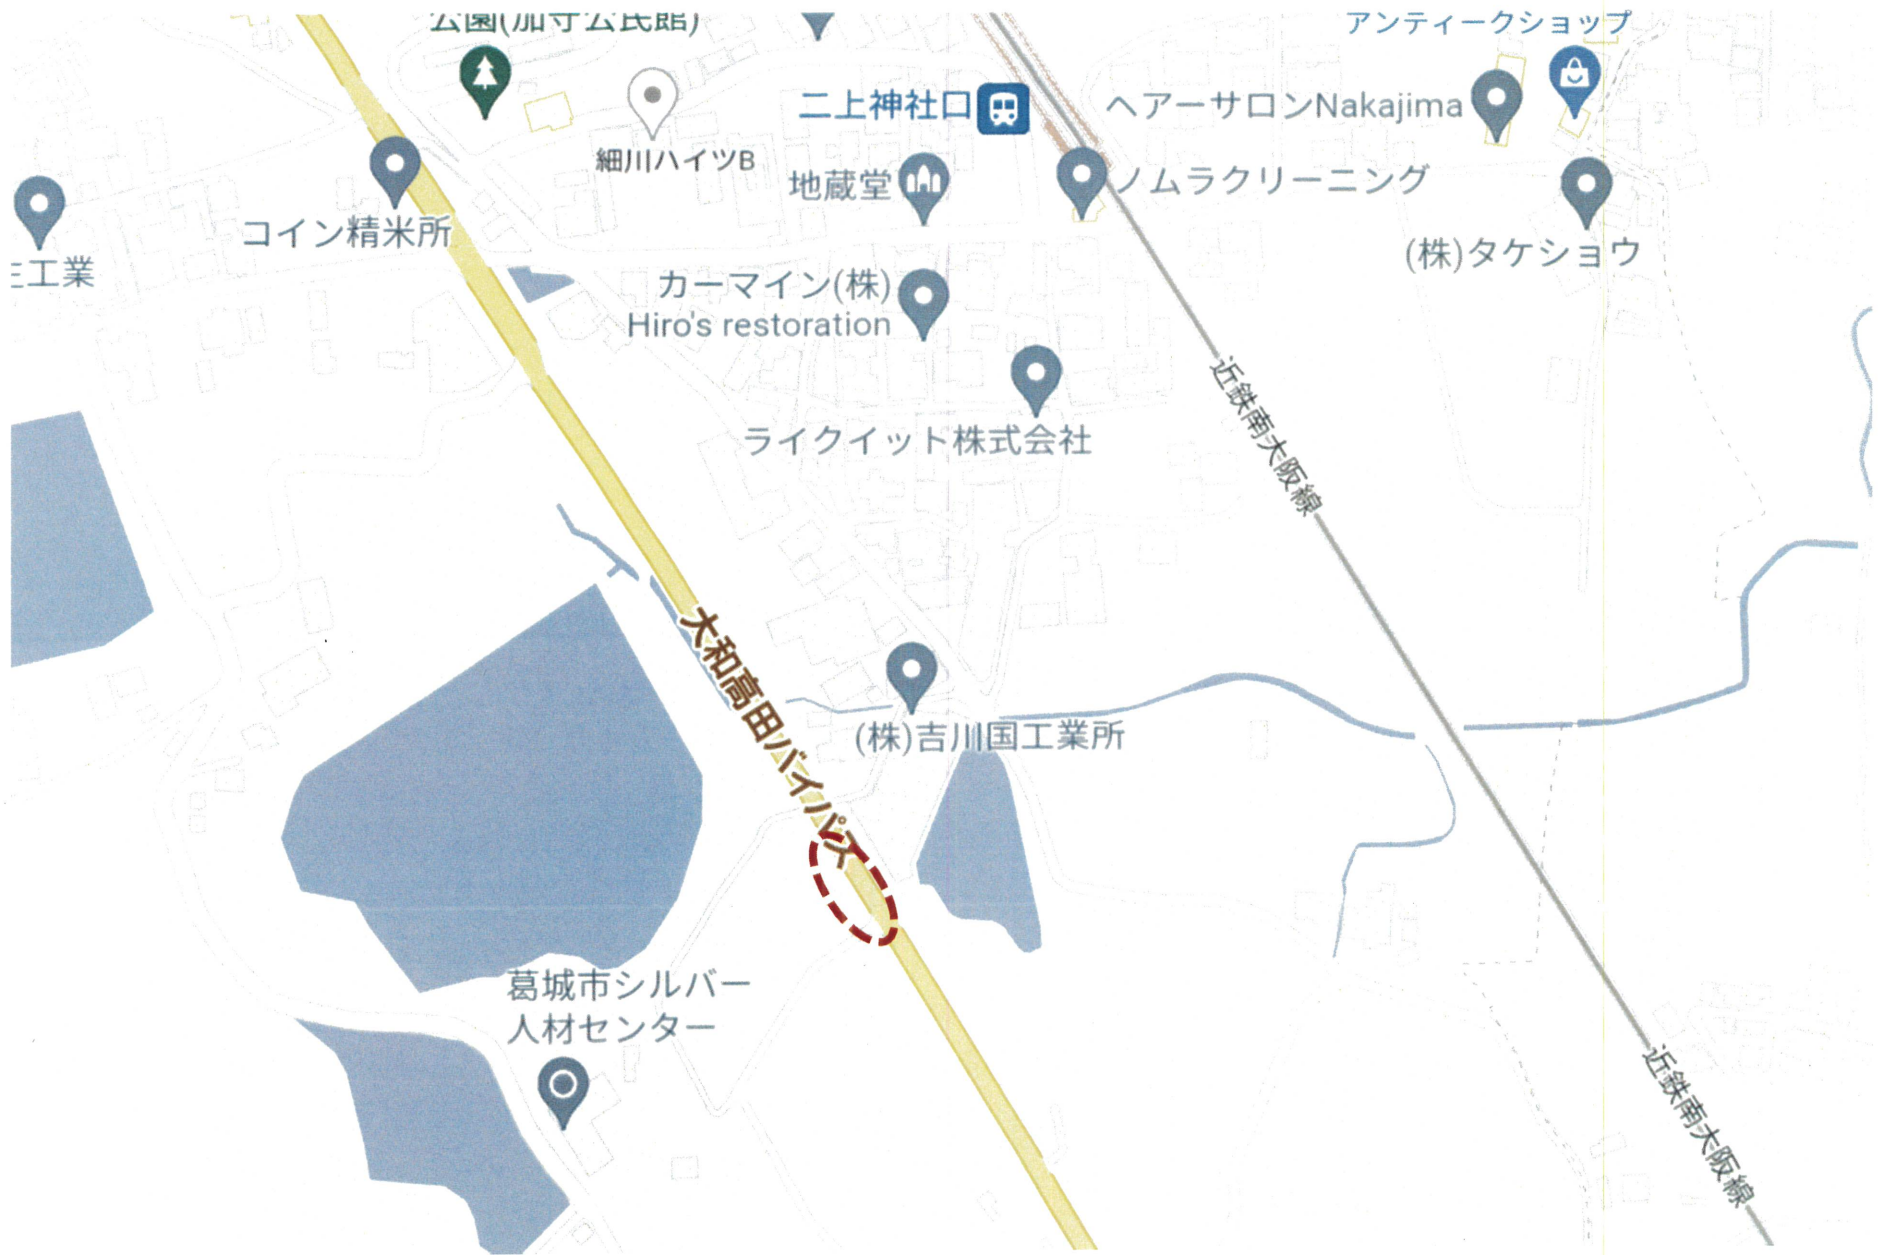 公園(加守公民館)
アンティークショップ
二上神社口
ヘアーサロンNakajima
細川ハイツB
地蔵堂
ノムラクリーニング
コイン精米所
(株)タケショウ
工業
カーマイン(株)
Hiro's restoration
近鉄南大阪線
ライクイット株式会社
大和高田バイパス
(株)吉川国工業所
葛城市シルバー
人材センター
近鉄南大阪線